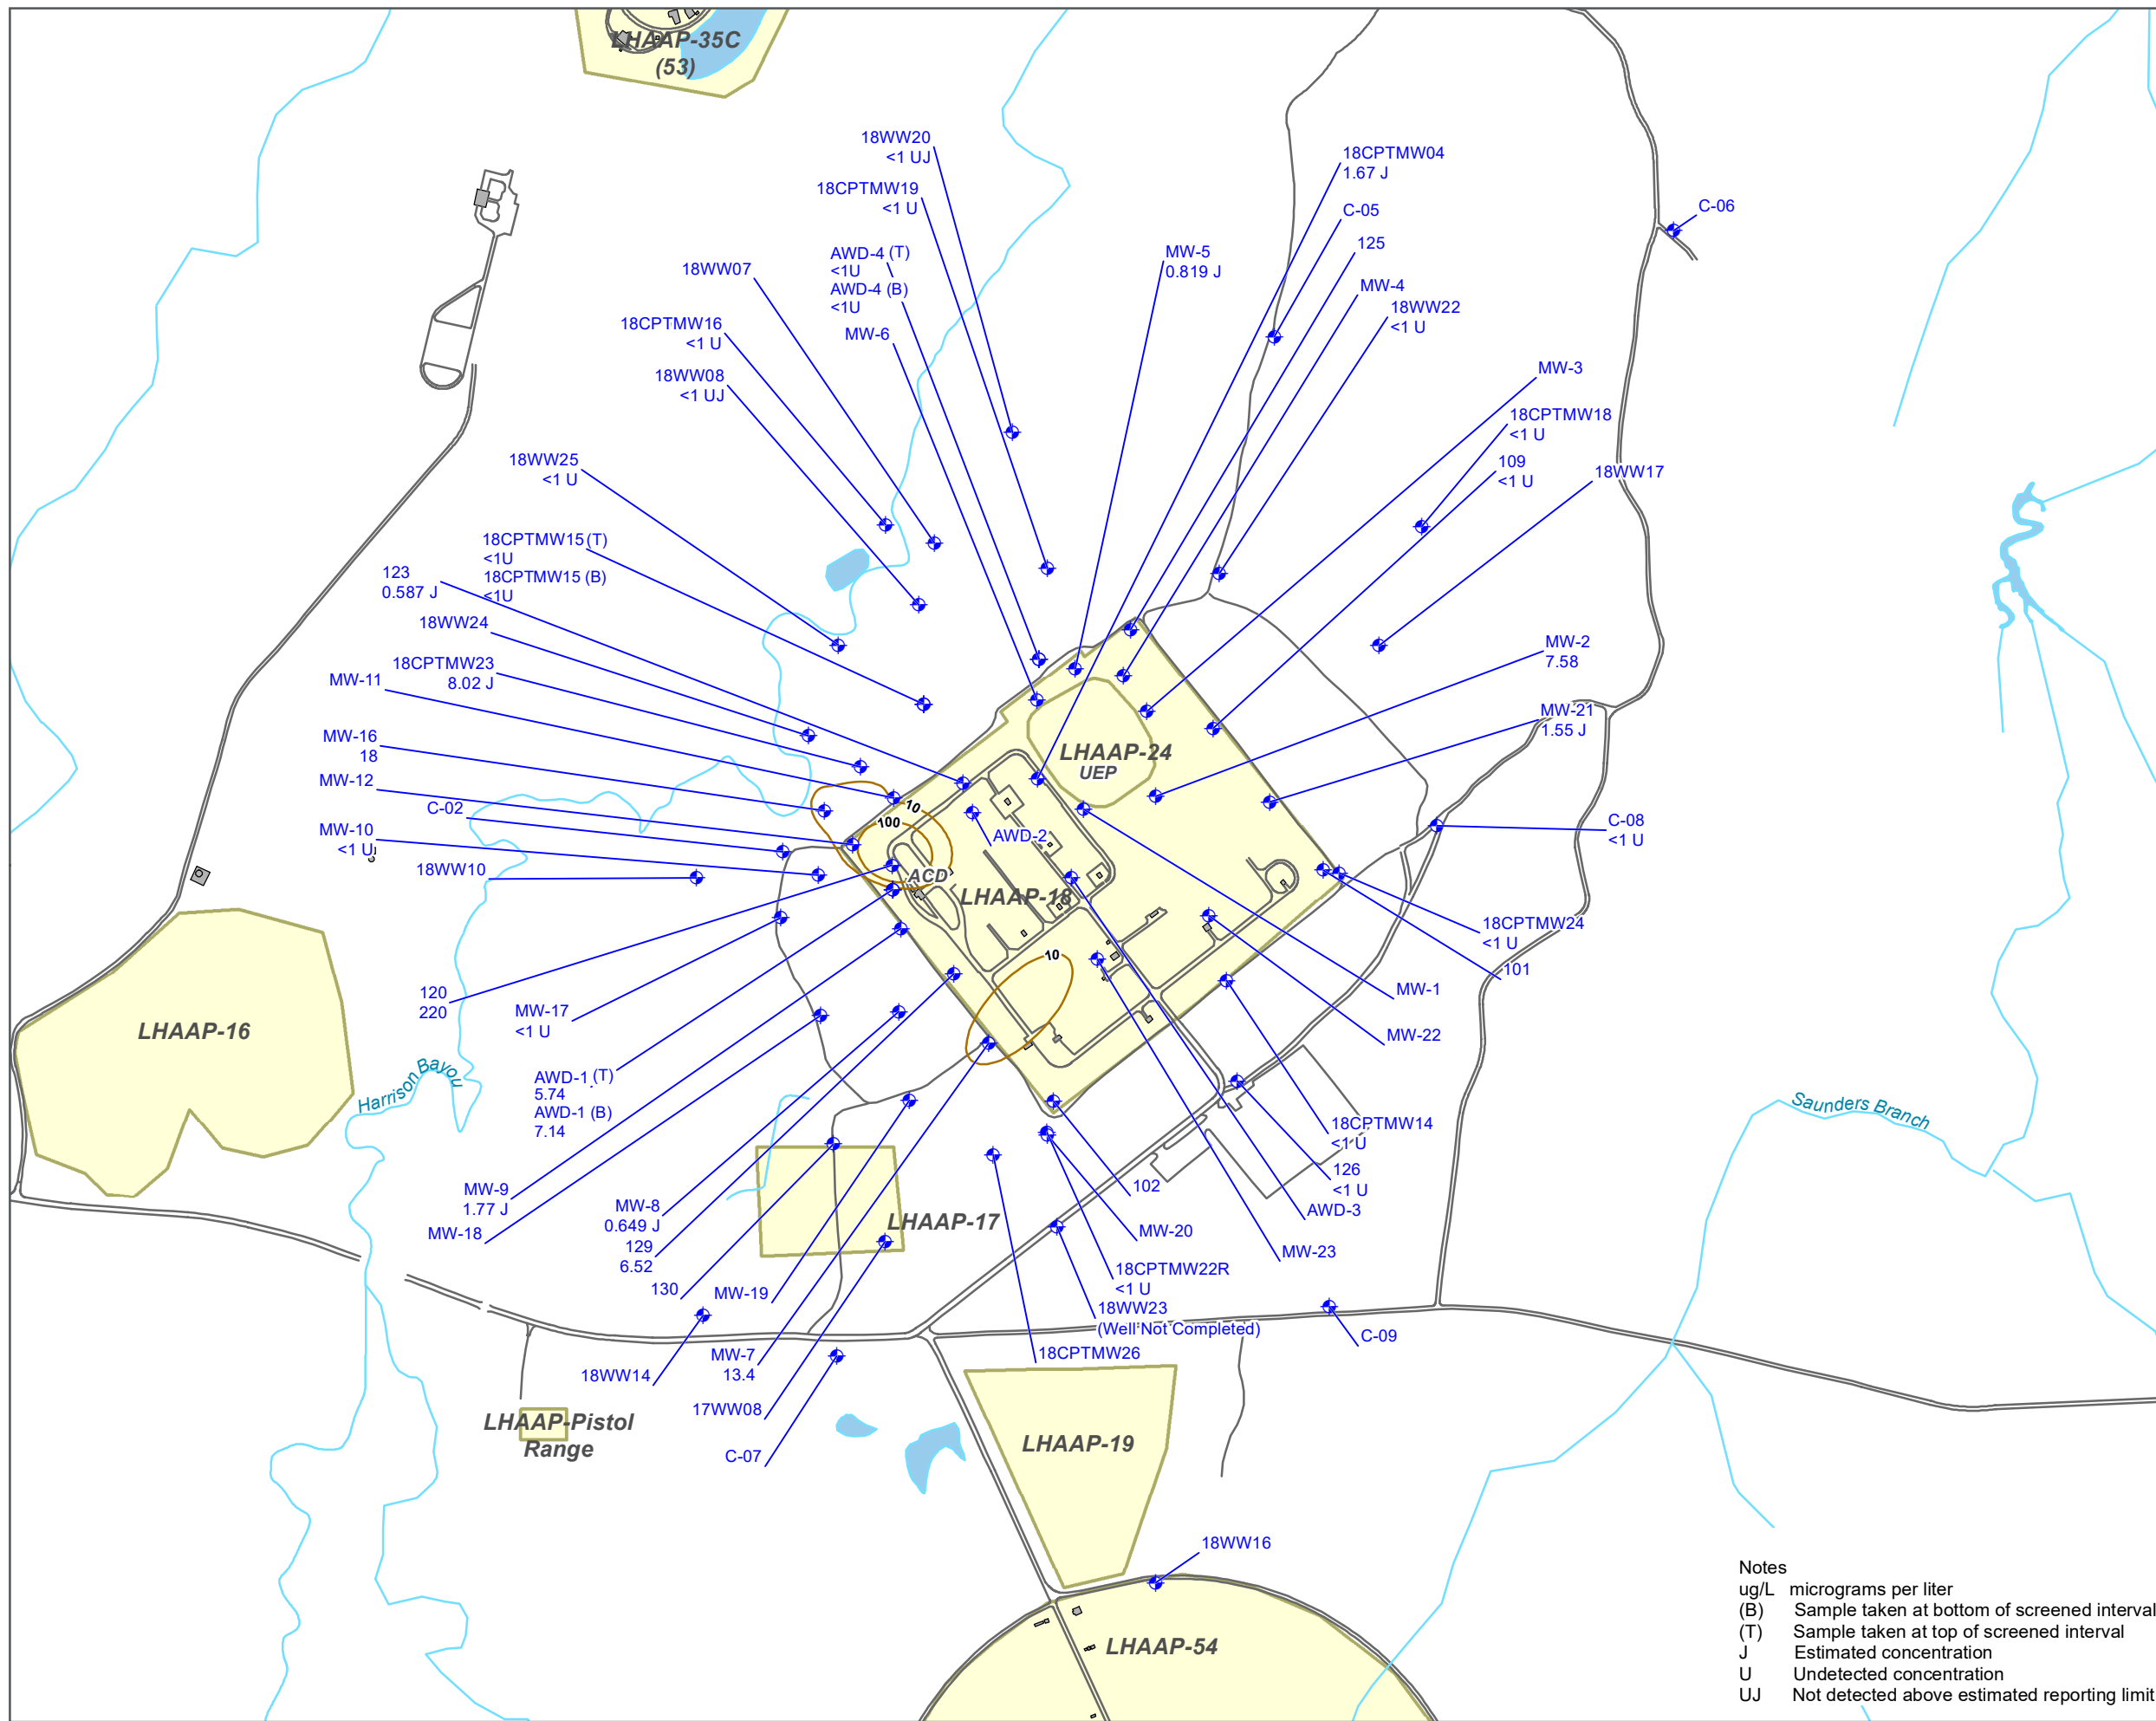 LHAAP-35C
(53)
18WW20
<1 UJ
18CPTMW19
<1 U
18CPTMW04
1.67 J
C-05
C-06
125
AWD-4 (T)
<1U
AWD-4 (B)
<1U
MW-5
0.819 J
18WW07
MW-4
18WW22
<1 U
18CPTMW16
<1 U
MW-6
18WW08
<1 UJ
MW-3
18CPTMW18
<1 U
18WW25
<1 U
109
<1 U
18WW17
18CPTMW15 (T)
<1U
18CPTMW15 (B)
<1U
123
0.587 J
18WW24
MW-2
7.58
18CPTMW23
8.02 J
MW-11
MW-21
1.55 J
MW-16
18
LHAAP-24
UEP
MW-12
10
C-02
100
MW-10
<1 U
AWD-2
C-08
<1 U
18WW10
ACD
LHAAP-18
18CPTMW24
<1 U
10
101
120
220
MW-17
<1 U
MW-1
LHAAP-16
MW-22
Harrison Bayou
AWD-1 (T)
5.74
AWD-1 (B)
7.14
Saunders Branch
18CPTMW14
<1 U
126
<1 U
MW-9
1.77 J
102
MW-8
0.649 J
AWD-3
LHAAP-17
MW-18
MW-20
129
6.52
MW-23
18CPTMW22R
<1 U
130
MW-19
18WW23
(Well Not Completed)
C-09
MW-7
13.4
18CPTMW26
18WW14
17WW08
LHAAP-Pistol
Range
LHAAP-19
C-07
18WW16
LHAAP-54
Notes
ug/L micrograms per liter
(B) Sample taken at bottom of screened interval
(T) Sample taken at top of screened interval
J Estimated concentration
U Undetected concentration
UJ Not detected above estimated reporting limit